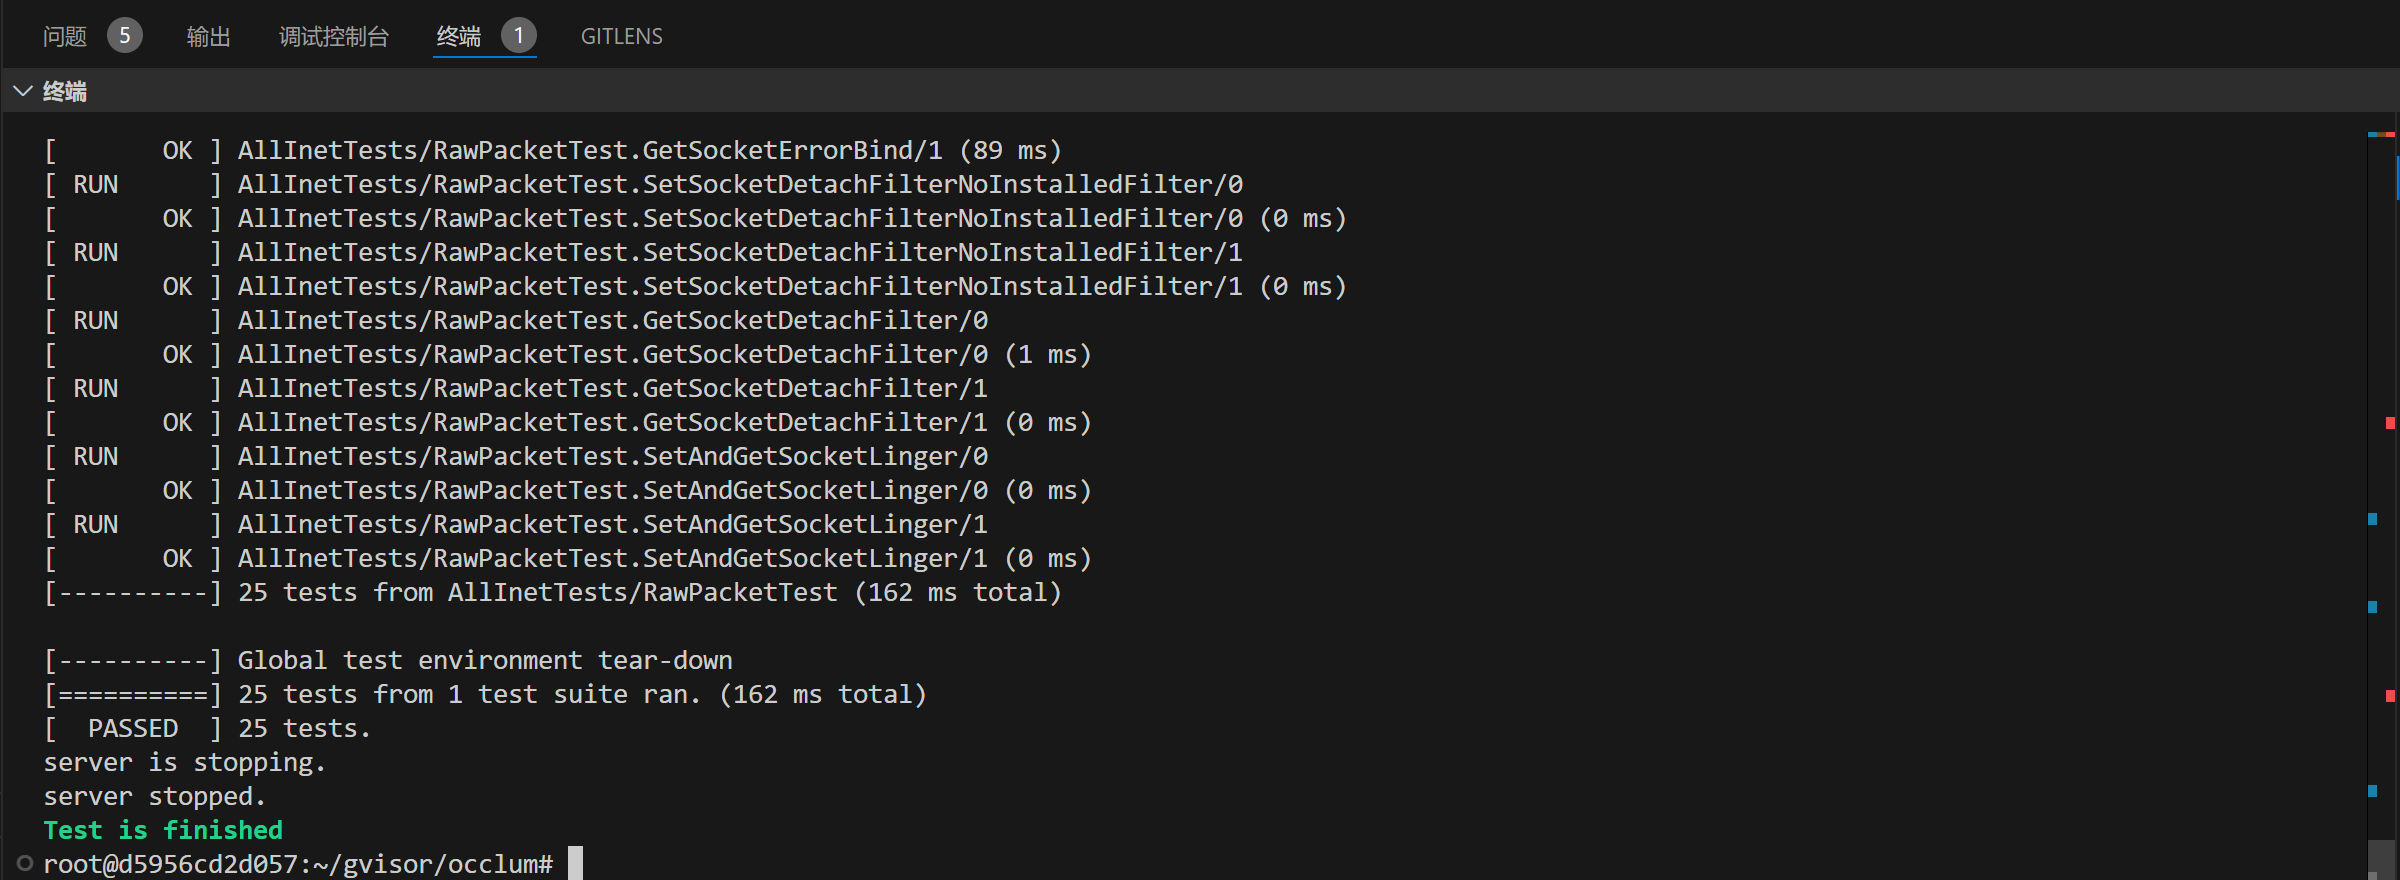 问题 5 输出 调试控制台 终端 1 GITLENS
终端
[       OK ] AllInetTests/RawPacketTest.GetSocketErrorBind/1 (89 ms)
[ RUN      ] AllInetTests/RawPacketTest.SetSocketDetachFilterNoInstalledFilter/0
[       OK ] AllInetTests/RawPacketTest.SetSocketDetachFilterNoInstalledFilter/0 (0 ms)
[ RUN      ] AllInetTests/RawPacketTest.SetSocketDetachFilterNoInstalledFilter/1
[       OK ] AllInetTests/RawPacketTest.SetSocketDetachFilterNoInstalledFilter/1 (0 ms)
[ RUN      ] AllInetTests/RawPacketTest.GetSocketDetachFilter/0
[       OK ] AllInetTests/RawPacketTest.GetSocketDetachFilter/0 (1 ms)
[ RUN      ] AllInetTests/RawPacketTest.GetSocketDetachFilter/1
[       OK ] AllInetTests/RawPacketTest.GetSocketDetachFilter/1 (0 ms)
[ RUN      ] AllInetTests/RawPacketTest.SetAndGetSocketLinger/0
[       OK ] AllInetTests/RawPacketTest.SetAndGetSocketLinger/0 (0 ms)
[ RUN      ] AllInetTests/RawPacketTest.SetAndGetSocketLinger/1
[       OK ] AllInetTests/RawPacketTest.SetAndGetSocketLinger/1 (0 ms)
[----------] 25 tests from AllInetTests/RawPacketTest (162 ms total)
[----------] Global test environment tear-down
[==========] 25 tests from 1 test suite ran. (162 ms total)
[  PASSED  ] 25 tests.
server is stopping.
server stopped.
Test is finished
root@d5956cd2d057:~/gvisor/occlum#